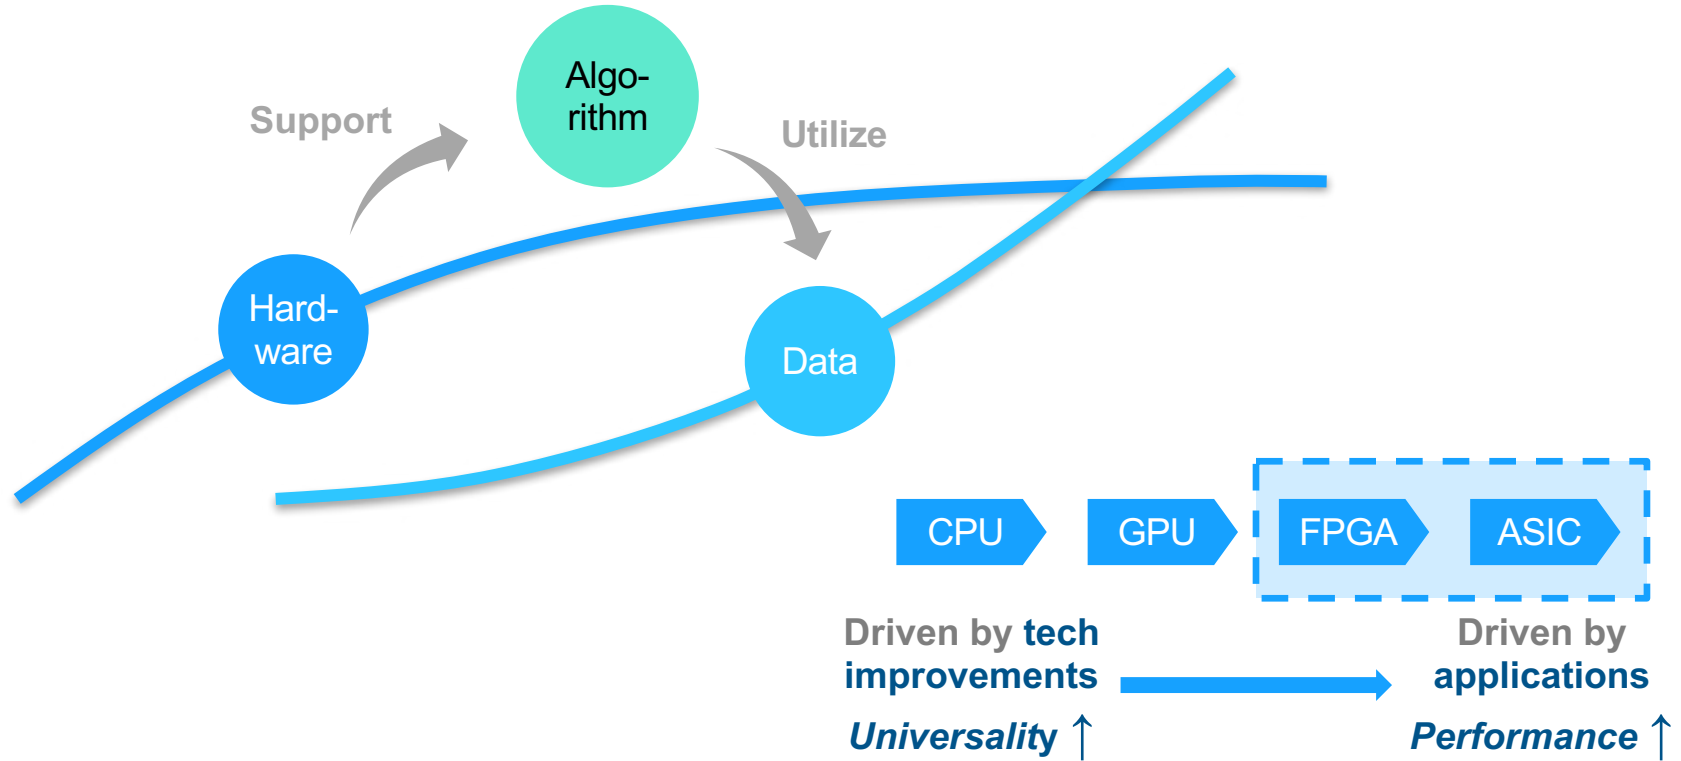 Algo-
rithm
Support
Utilize
Hard-
ware
Data
CPU
GPU
FPGA
ASIC
Driven by tech
improvements
Driven by
applications
Universality ↑
Performance ↑